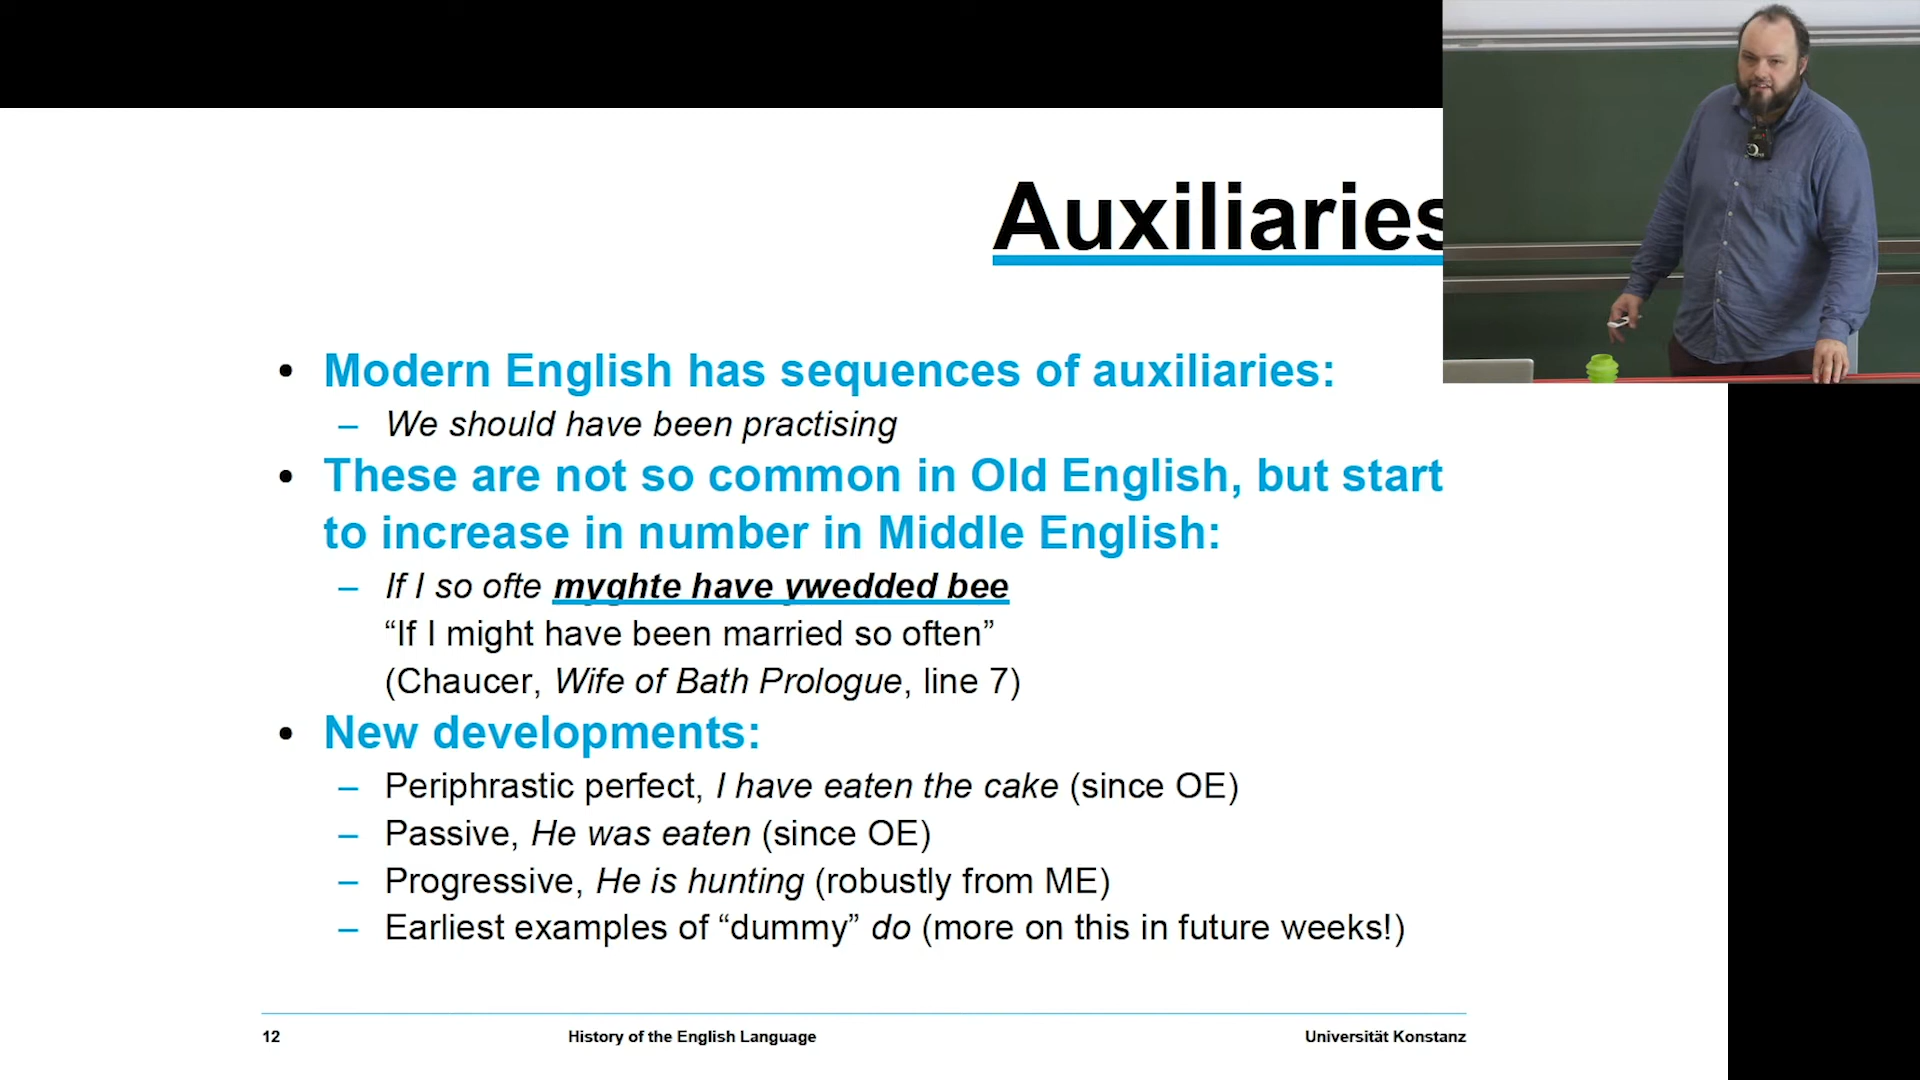 Auxiliaries
• Modern English has sequences of auxiliaries:
– We should have been practising
• These are not so common in Old English, but start
to increase in number in Middle English:
– If I so ofte myghte have ywedded bee
“If I might have been married so often”
(Chaucer, Wife of Bath Prologue, line 7)
• New developments:
– Periphrastic perfect, I have eaten the cake (since OE)
– Passive, He was eaten (since OE)
– Progressive, He is hunting (robustly from ME)
– Earliest examples of “dummy” do (more on this in future weeks!)
12 History of the English Language Universität Konstanz